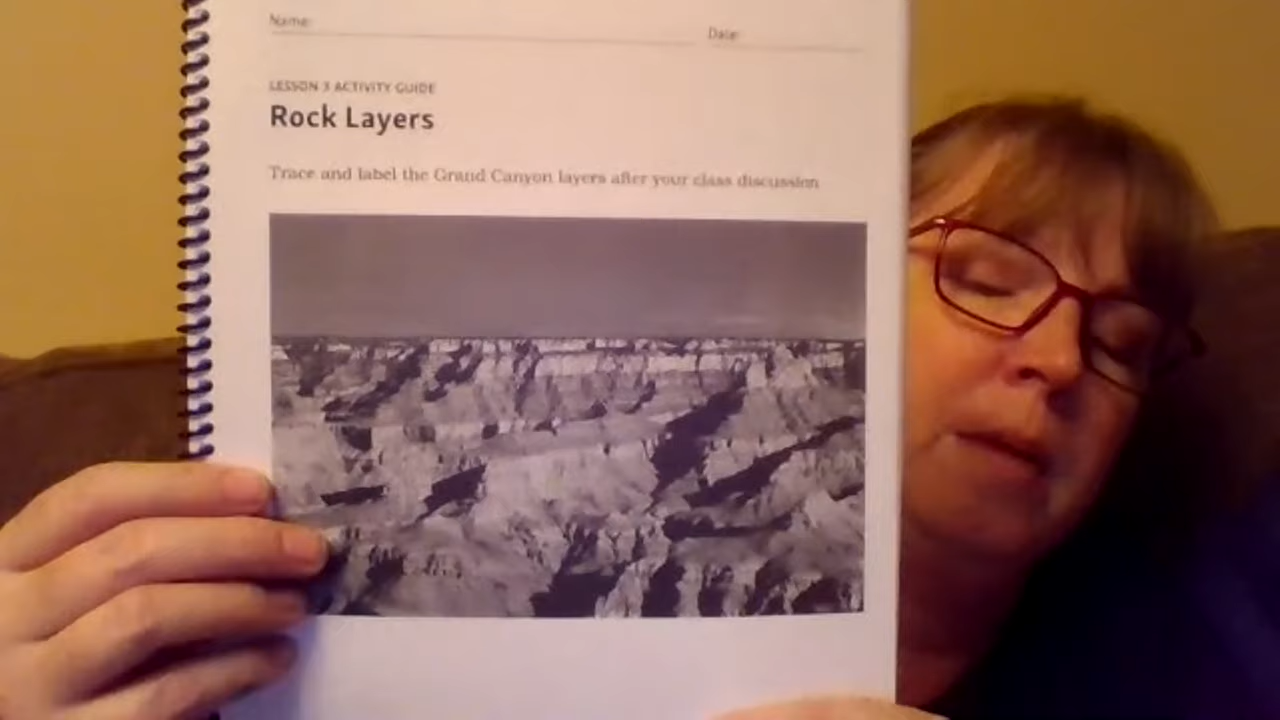 Name:
Date:
LESSON 3 ACTIVITY GUIDE
Rock Layers
Trace and label the Grand Canyon layers after your class discussion